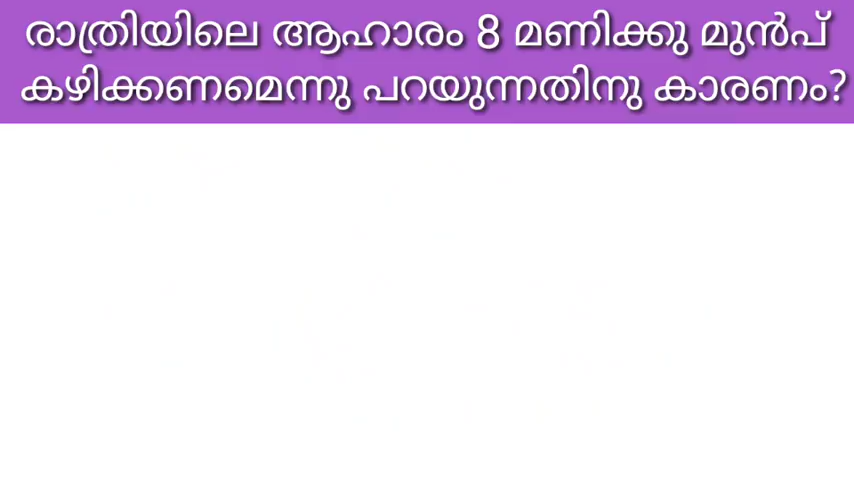 രാത്രിയിലെ ആഹാരം 8 മണിക്കു മുൻപ്
കഴിക്കണമെന്നു പറയുന്നതിനു കാരണം?